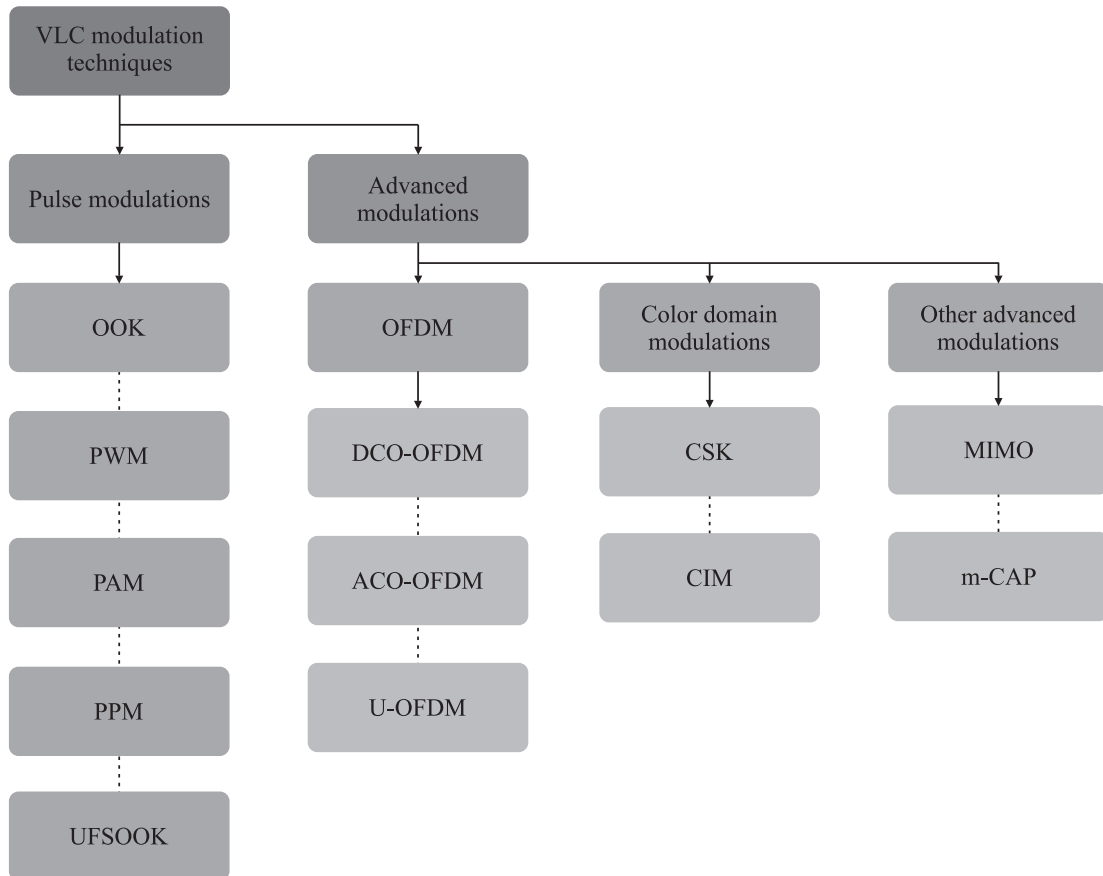 VLC modulation
techniques
Pulse modulations
Advanced
modulations
OOK
OFDM
Color domain
modulations
Other advanced
modulations
PWM
DCO-OFDM
CSK
MIMO
PAM
ACO-OFDM
CIM
m-CAP
PPM
U-OFDM
UFSOOK